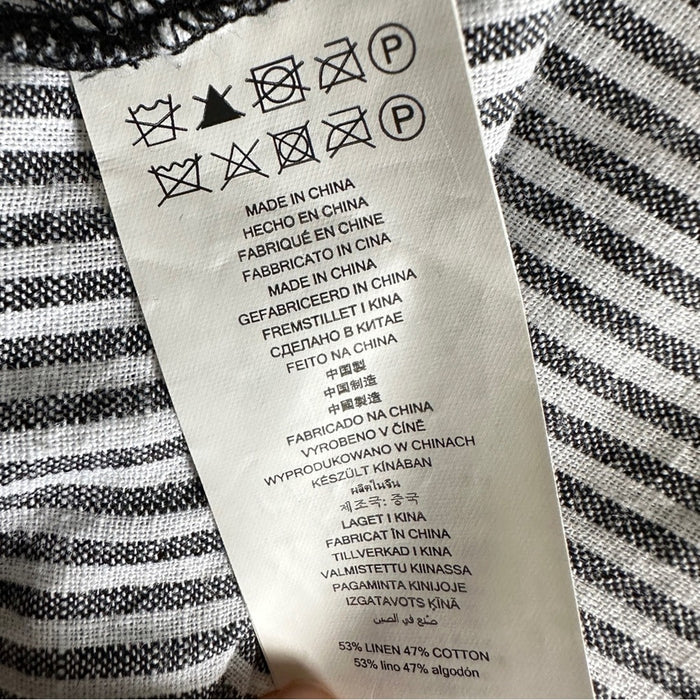 P
P
MADE IN CHINA
HECHO EN CHINA
FABRIQUÉ EN CHINE
FABBRICATO IN CINA
MADE IN CHINA
GEFABRICEERD IN CHINA
FREMSTILLET I KINA
СДЕЛАНО В КИТАЕ
FEITO NA CHINA
中国製
中国制造
中國製造
FABRICADO NA CHINA
VYROBENO V ČÍNĚ
WYPRODUKOWANO W CHINACH
KÉSZÜLT KÍNÁBAN
ผลิตในจีน
제조국: 중국
LAGET I KINA
FABRICAT ÎN CHINA
TILLVERKAD I KINA
VALMISTETTU KIINASSA
PAGAMINTA KINIJOJE
IZGATAVOTS ĶĪNĀ
صنع في الصين
53% LINEN 47% COTTON
53% lino 47% algodón